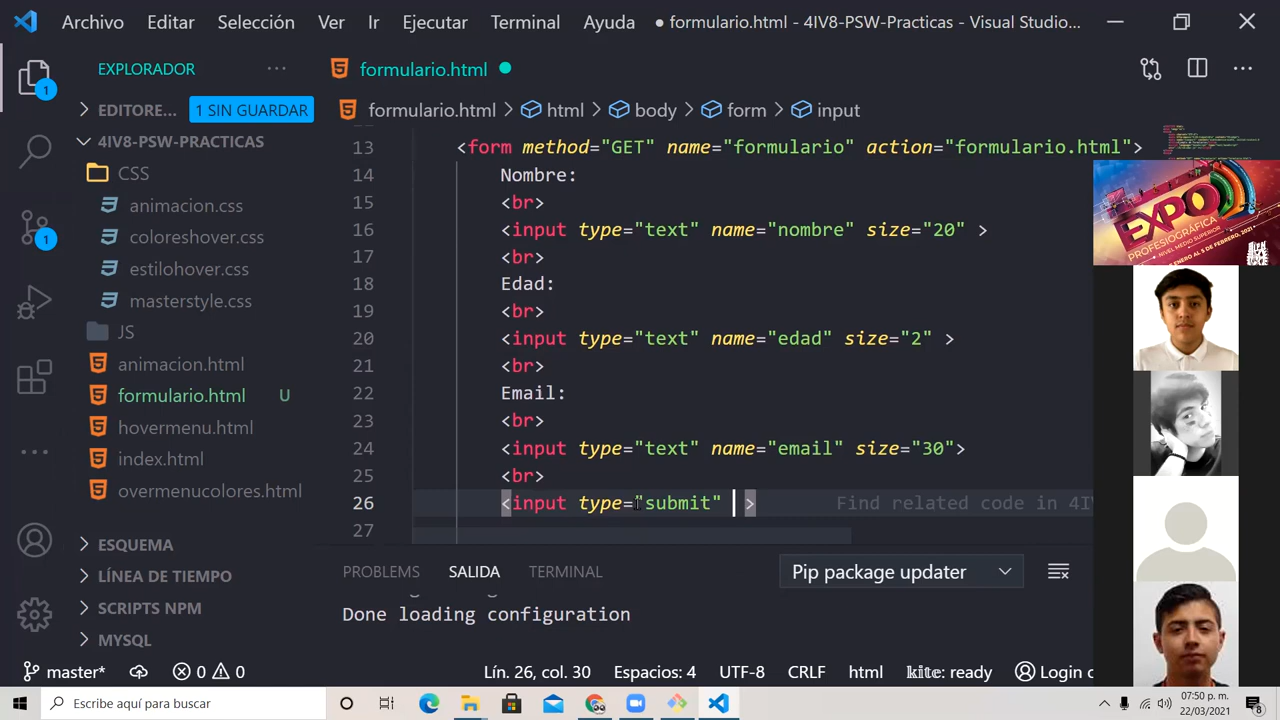 Archivo Editar Selección Ver Ir Ejecutar Terminal Ayuda ● formulario.html - 4IV8-PSW-Practicas - Visual Studio...
EXPLORADOR ···
formulario.html ●
EDITORE... 1 SIN GUARDAR
formulario.html > html > body > form > input
4IV8-PSW-PRACTICAS
CSS
animacion.css
coloreshover.css
estilohover.css
masterstyle.css
JS
animacion.html
formulario.html U
hovermenu.html
index.html
overmenucolores.html
ESQUEMA
LÍNEA DE TIEMPO
SCRIPTS NPM
MYSQL
1
1
13 <form method="GET" name="formulario" action="formulario.html">
14 Nombre:
15 <br>
16 <input type="text" name="nombre" size="20" >
17 <br>
18 Edad:
19 <br>
20 <input type="text" name="edad" size="2" >
21 <br>
22 Email:
23 <br>
24 <input type="text" name="email" size="30">
25 <br>
26 <input type="submit" > Find related code in 4IV
27
EXPO
PROFESIOGRÁFICA
NIVEL MEDIO SUPERIOR
PROBLEMS SALIDA TERMINAL Pip package updater
Done loading configuration
master* 0 0 Lín. 26, col. 30 Espacios: 4 UTF-8 CRLF html kite: ready Login c
Escribe aquí para buscar
07:50 p. m.
22/03/2021
8